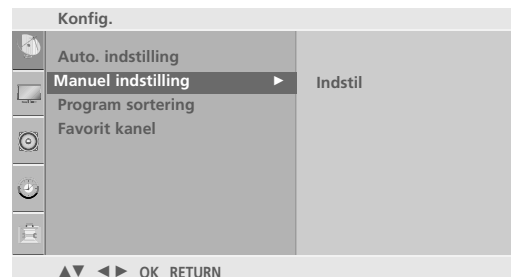 Konfig.
Auto. indstilling
Manuel indstilling ► Indstil
Program sortering
Favorit kanel
▲▼ ◄► OK RETURN